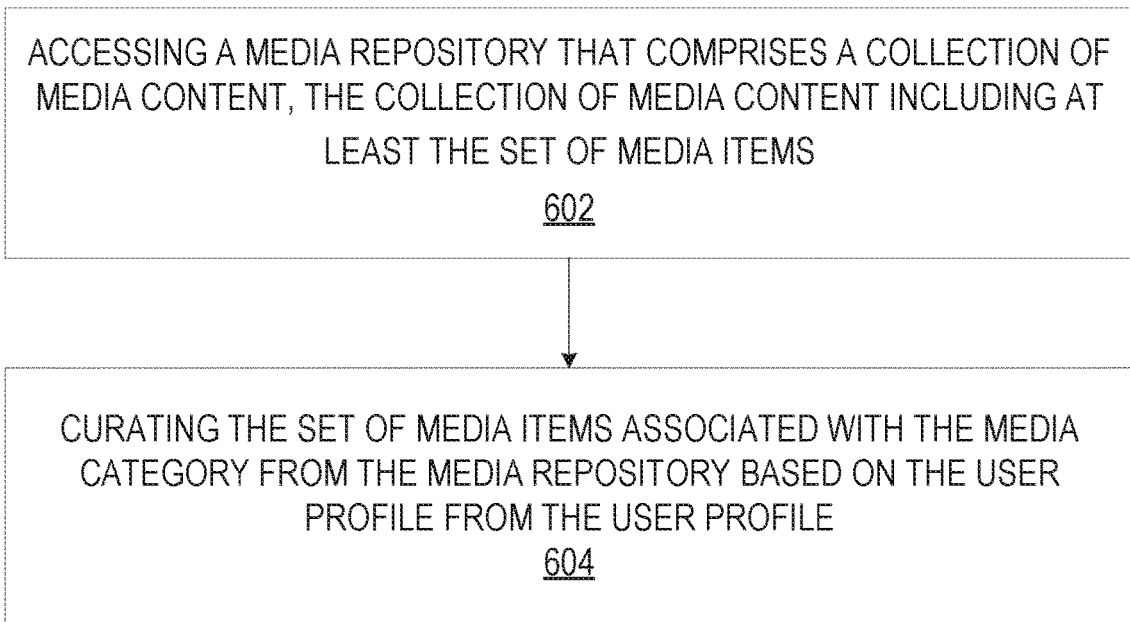 ACCESSING A MEDIA REPOSITORY THAT COMPRISES A COLLECTION OF
MEDIA CONTENT, THE COLLECTION OF MEDIA CONTENT INCLUDING AT
LEAST THE SET OF MEDIA ITEMS
602
CURATING THE SET OF MEDIA ITEMS ASSOCIATED WITH THE MEDIA
CATEGORY FROM THE MEDIA REPOSITORY BASED ON THE USER
PROFILE FROM THE USER PROFILE
604